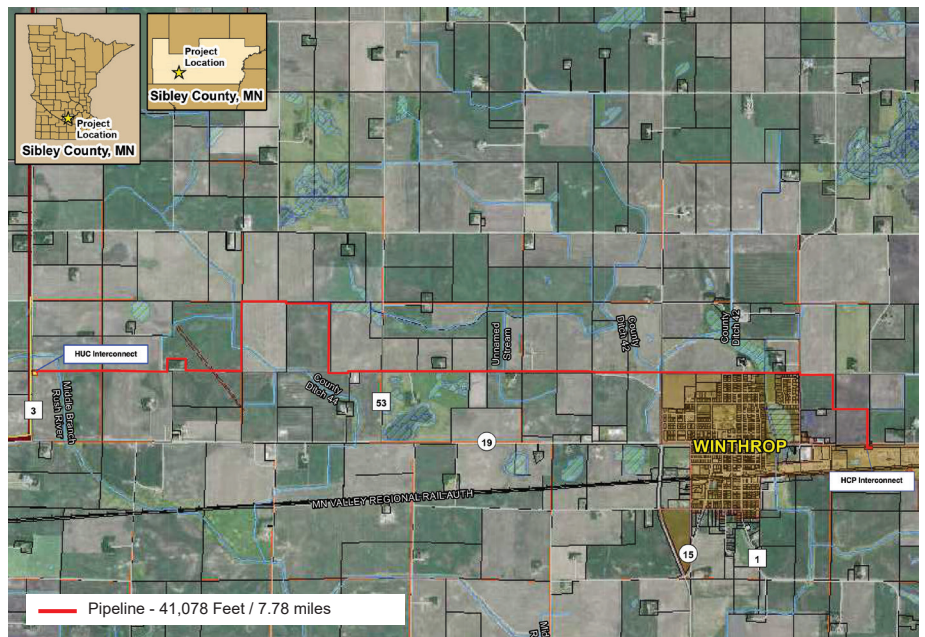 Project
Location
Sibley County, MN
Project
Location
Sibley County, MN
HUC Interconnect
3
Middle Branch
Rush River
County
Ditch 44
53
Unnamed
Stream
County
Ditch 42
County
Ditch 42
19
WINTHROP
HCP Interconnect
MN VALLEY REGIONAL RAIL AUTH
15
1
Pipeline - 41,078 Feet / 7.78 miles